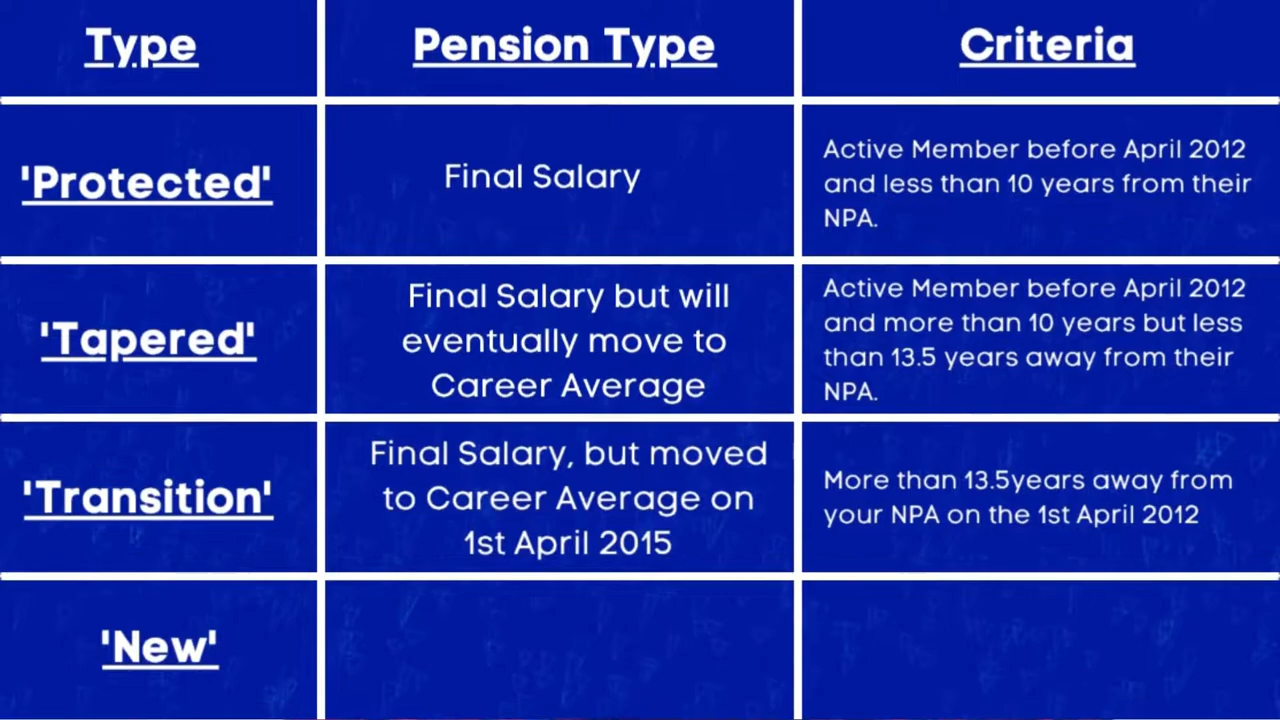 Type
Pension Type
Criteria
'Protected'
Final Salary
Active Member before April 2012
and less than 10 years from their
NPA.
'Tapered'
Final Salary but will
eventually move to
Career Average
Active Member before April 2012
and more than 10 years but less
than 13.5 years away from their
NPA.
'Transition'
Final Salary, but moved
to Career Average on
1st April 2015
More than 13.5years away from
your NPA on the 1st April 2012
'New'